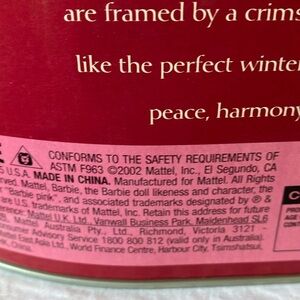 are framed by a crims
like the perfect winte
peace, harmony
CONFORMS TO THE SAFETY REQUIREMENTS OF
ASTM F963 ©2002 Mattel, Inc., El Segundo, CA
U.S.A. MADE IN CHINA. Manufactured for Mattel. All Rights
Mattel, Barbie, the Barbie doll likeness and character, the
"Barbie pink", and associated trademarks designated by ® &
are U.S. trademarks of Mattel, Inc. Retain this address for future
Mattel U.K. Ltd., Vanwall Business Park, Maidenhead SL6
Mattel Australia Pty., Ltd., Richmond, Victoria 3121 -
Advisory Service 1800 800 812 (valid only in Australia).
East Asia Ltd., World Finance Centre, Harbour City, Tsimshatsui,